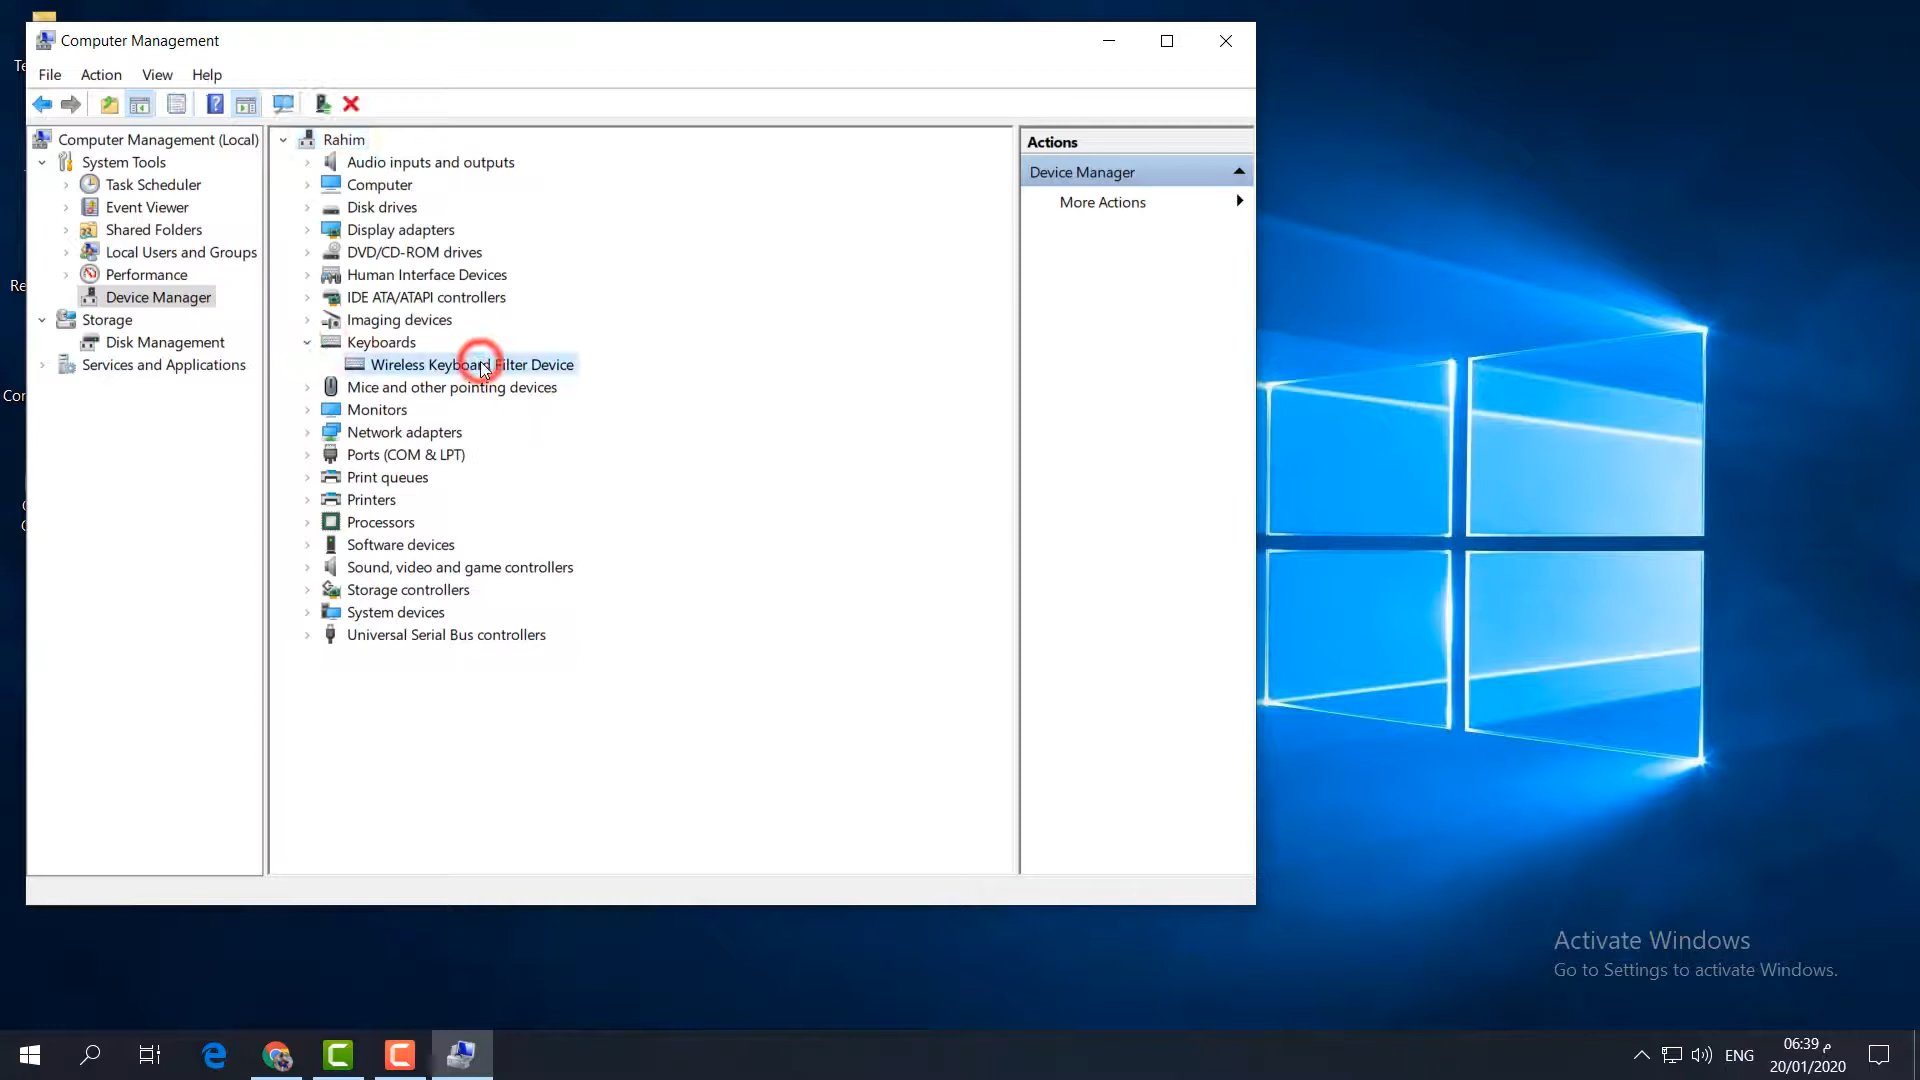 Computer Management
File Action View Help
Computer Management (Local)
System Tools
Task Scheduler
Event Viewer
Shared Folders
Local Users and Groups
Performance
Device Manager
Storage
Disk Management
Services and Applications
Rahim
Audio inputs and outputs
Computer
Disk drives
Display adapters
DVD/CD-ROM drives
Human Interface Devices
IDE ATA/ATAPI controllers
Imaging devices
Keyboards
Wireless Keyboard Filter Device
Mice and other pointing devices
Monitors
Network adapters
Ports (COM & LPT)
Print queues
Printers
Processors
Software devices
Sound, video and game controllers
Storage controllers
System devices
Universal Serial Bus controllers
Actions
Device Manager
More Actions
Te
Re
Cor
Activate Windows
Go to Settings to activate Windows.
ENG
06:39 م
20/01/2020